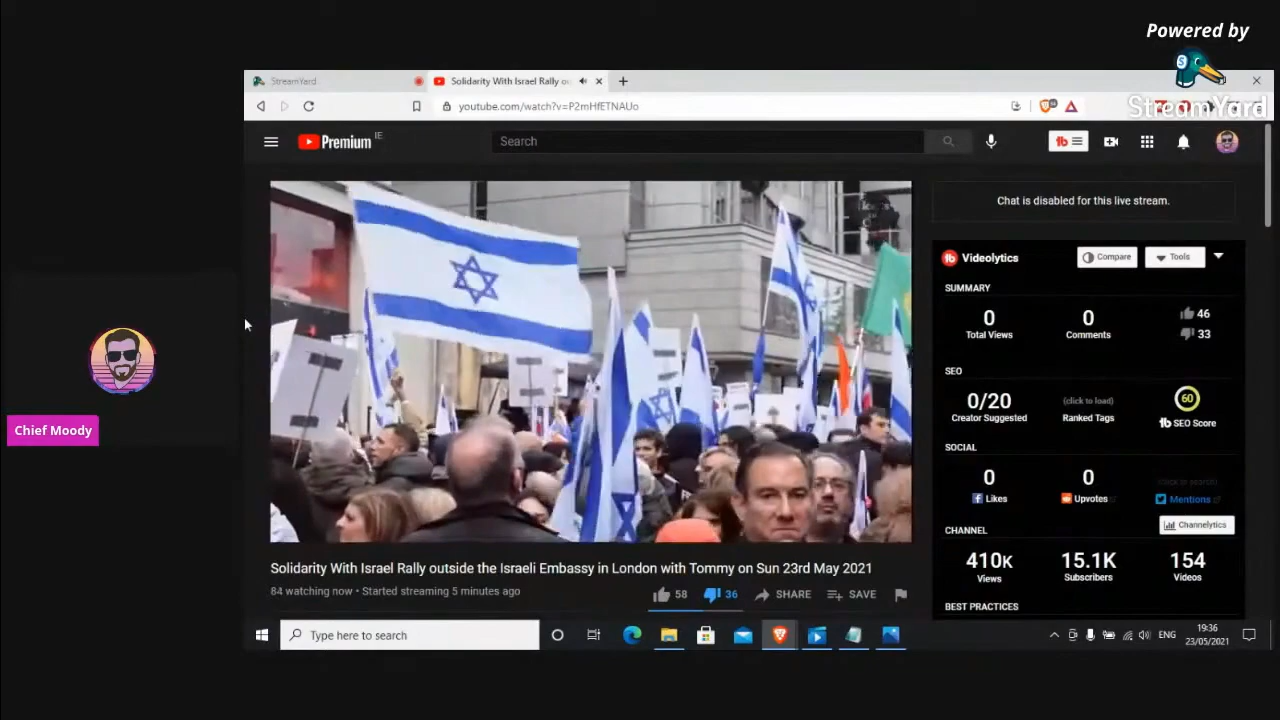 Powered by
StreamYard
StreamYard
Solidarity With Israel Rally ou
youtube.com/watch?v=P2mHfETNAUo
Premium IE
Search
Chat is disabled for this live stream.
Videolytics
Compare
Tools
SUMMARY
0
Total Views
0
Comments
46
33
SEO
0/20
Creator Suggested
(click to load)
Ranked Tags
60
SEO Score
SOCIAL
0
Likes
0
Upvotes
(click to search)
Mentions
Channelytics
CHANNEL
410K
Views
15.1K
Subscribers
154
Videos
BEST PRACTICES
Chief Moody
Solidarity With Israel Rally outside the Israeli Embassy in London with Tommy on Sun 23rd May 2021
84 watching now • Started streaming 5 minutes ago
58
36
SHARE
SAVE
Type here to search
ENG
19:36
23/05/2021